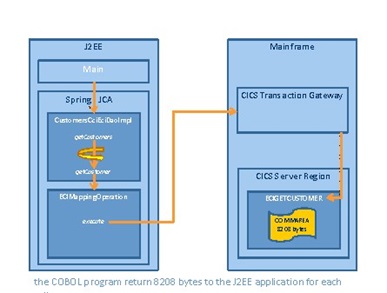 J2EE
Main
Spring JCA
CustomersCciEciDaoImpl
getCustomers
getCustomer
ECIMappingOperation
execute
Mainframe
CICS Transaction Gateway
CICS Server Region
ECIGETCUSTOMER
COMMAREA
8208 bytes
the COBOL program return 8208 bytes to the J2EE application for each